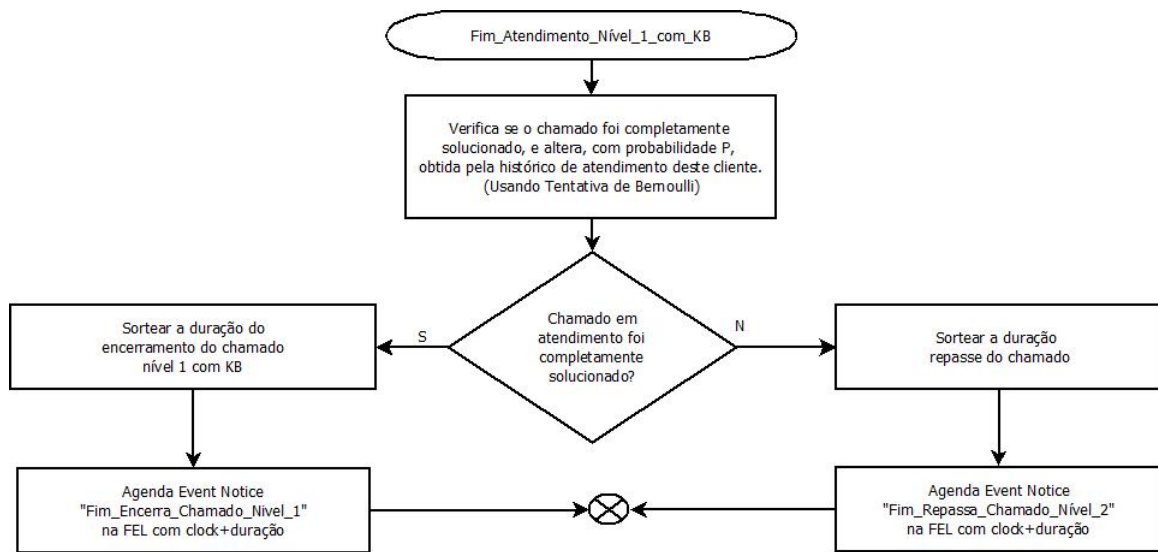 Fim_Atendimento_Nível_1_com_KB
Verifica se o chamado foi completamente
solucionado, e altera, com probabilidade P,
obtida pela histórico de atendimento deste cliente.
(Usando Tentativa de Bernoulli)
Chamado em
atendimento foi
completamente
solucionado?
S
N
Sortear a duração do
encerramento do chamado
nível 1 com KB
Sortear a duração
repasse do chamado
Agenda Event Notice
"Fim_Encerra_Chamado_Nivel_1"
na FEL com clock+duração
Agenda Event Notice
"Fim_Repassa_Chamado_Nível_2"
na FEL com clock+duração